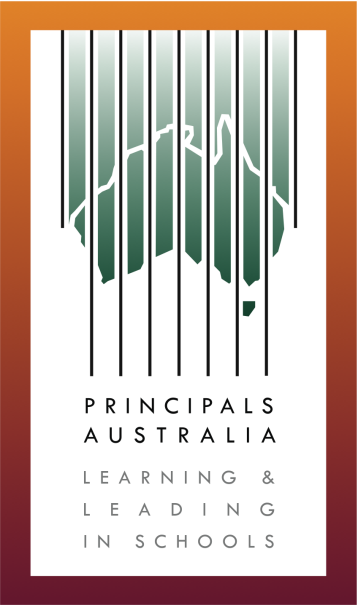 PRINCIPALS
AUSTRALIA
LEARNING &
LEADING
IN SCHOOLS